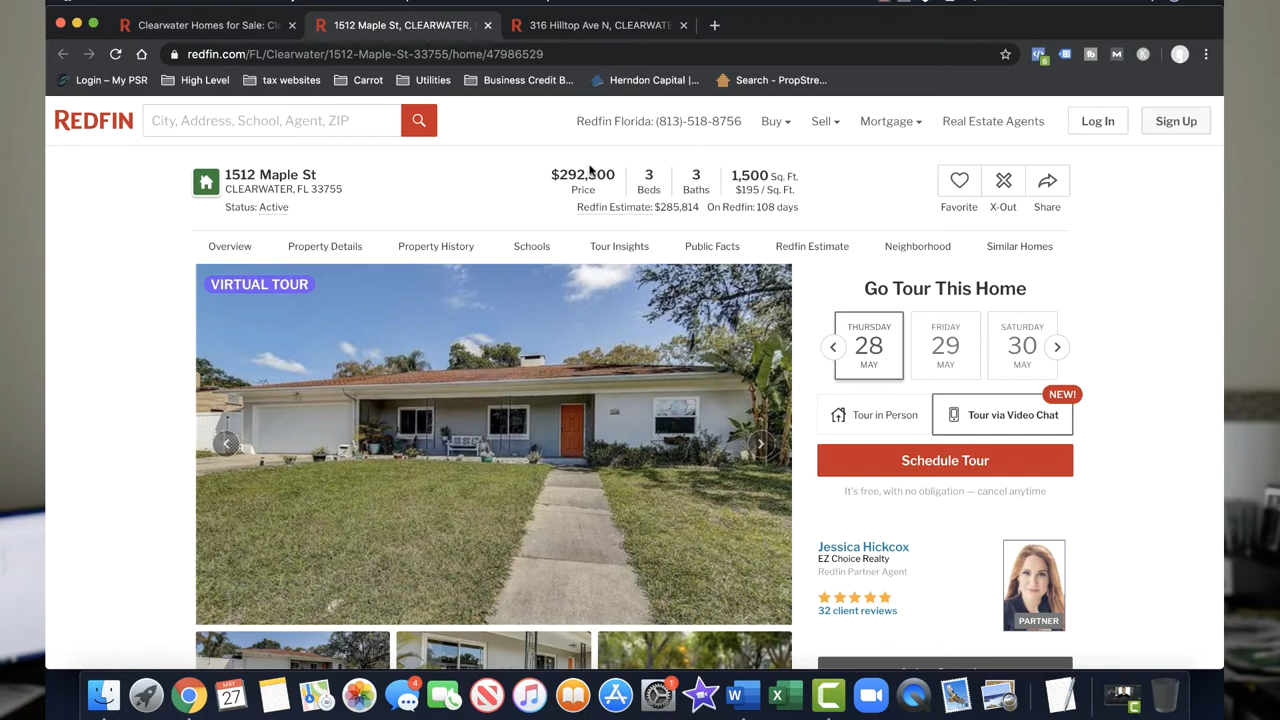 Clearwater Homes for Sale: Cl
1512 Maple St, CLEARWATER,
316 Hilltop Ave N, CLEARWATE
redfin.com/FL/Clearwater/1512-Maple-St-33755/home/47986529
Login – My PSR
High Level
tax websites
Carrot
Utilities
Business Credit B...
Herndon Capital |...
Search - PropStre...
REDFIN
City, Address, School, Agent, ZIP
Redfin Florida: (813)-518-8756
Buy
Sell
Mortgage
Real Estate Agents
Log In
Sign Up
1512 Maple St
CLEARWATER, FL 33755
Status: Active
$292,500
Price
3
Beds
3
Baths
1,500 Sq. Ft.
$195 / Sq. Ft.
Redfin Estimate: $285,814
On Redfin: 108 days
Favorite
X-Out
Share
Overview
Property Details
Property History
Schools
Tour Insights
Public Facts
Redfin Estimate
Neighborhood
Similar Homes
VIRTUAL TOUR
Go Tour This Home
THURSDAY
28
MAY
FRIDAY
29
MAY
SATURDAY
30
MAY
NEW!
Tour in Person
Tour via Video Chat
Schedule Tour
It's free, with no obligation — cancel anytime
Jessica Hickcox
EZ Choice Realty
Redfin Partner Agent
32 client reviews
PARTNER
MAY
27
4
1